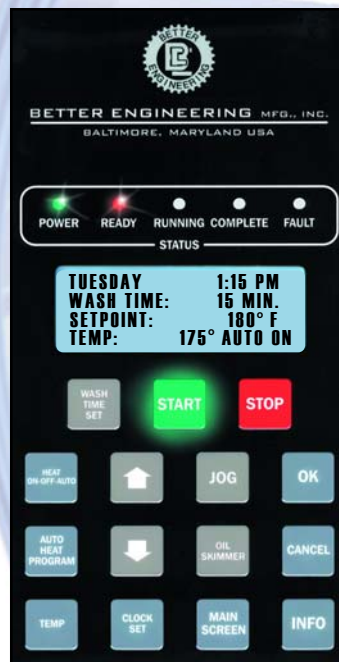 BETTER
ENGINEERING
BETTER ENGINEERING MFG., INC.
BALTIMORE, MARYLAND USA
POWER READY RUNNING COMPLETE FAULT
STATUS
TUESDAY 1:15 PM
WASH TIME: 15 MIN.
SETPOINT: 180° F
TEMP: 175° AUTO ON
WASH
TIME
SET
START
STOP
HEAT
ON-OFF-AUTO
JOG
OK
AUTO
HEAT
PROGRAM
OIL
SKIMMER
CANCEL
TEMP
CLOCK
SET
MAIN
SCREEN
INFO